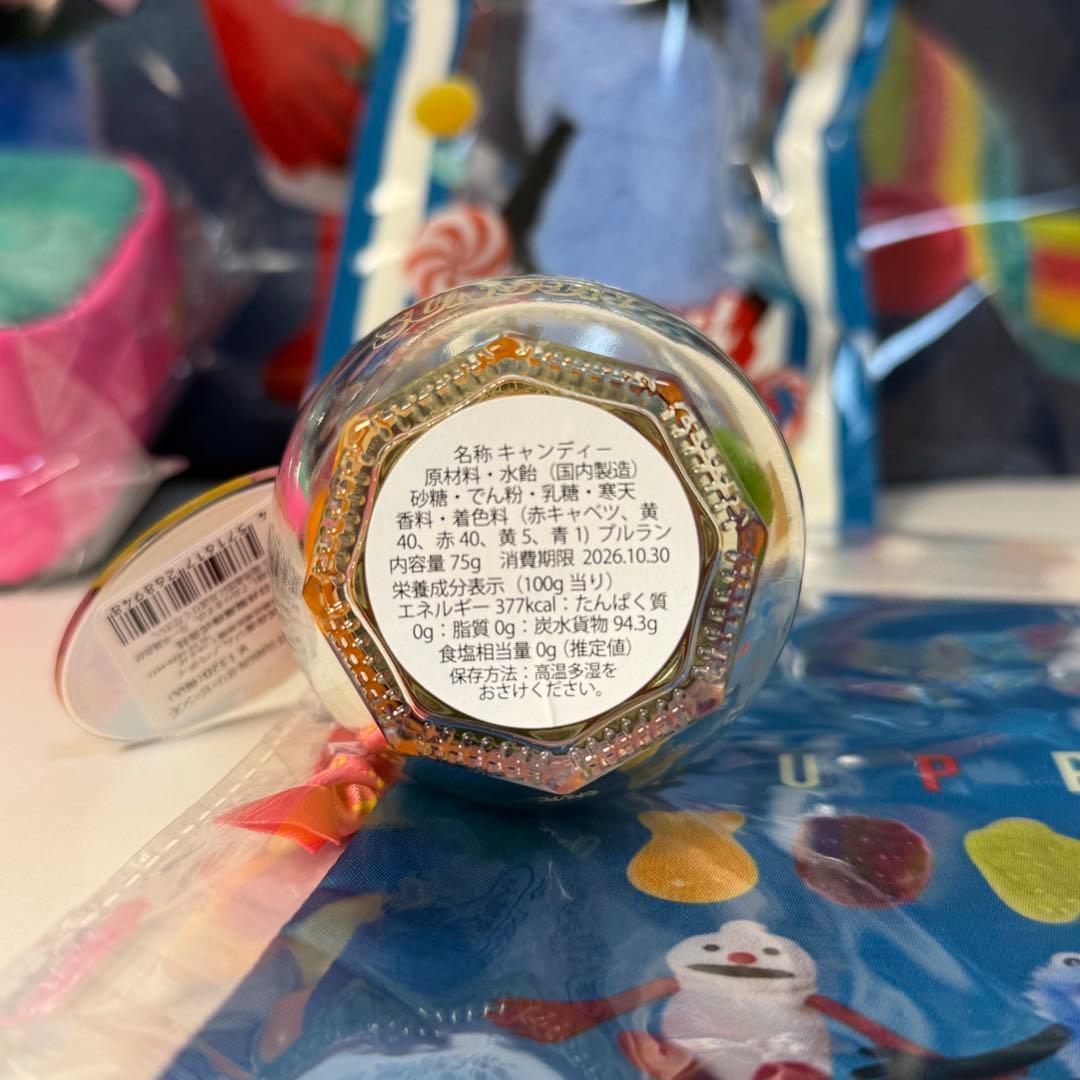 名称 キャンディー
原材料・水飴（国内製造）
砂糖・でん粉・乳糖・寒天
香料・着色料（赤キャベツ、黄
40、赤 40、黄 5、青 1) プルラン
内容量 75g 消費期限 2026.10.30
栄養成分表示（100g 当り）
エネルギー 377kcal：たんぱく質
0g：脂質 0g：炭水貨物 94.3g
食塩相当量 0g（推定値）
保存方法：高温多湿を
おさけください。
U P